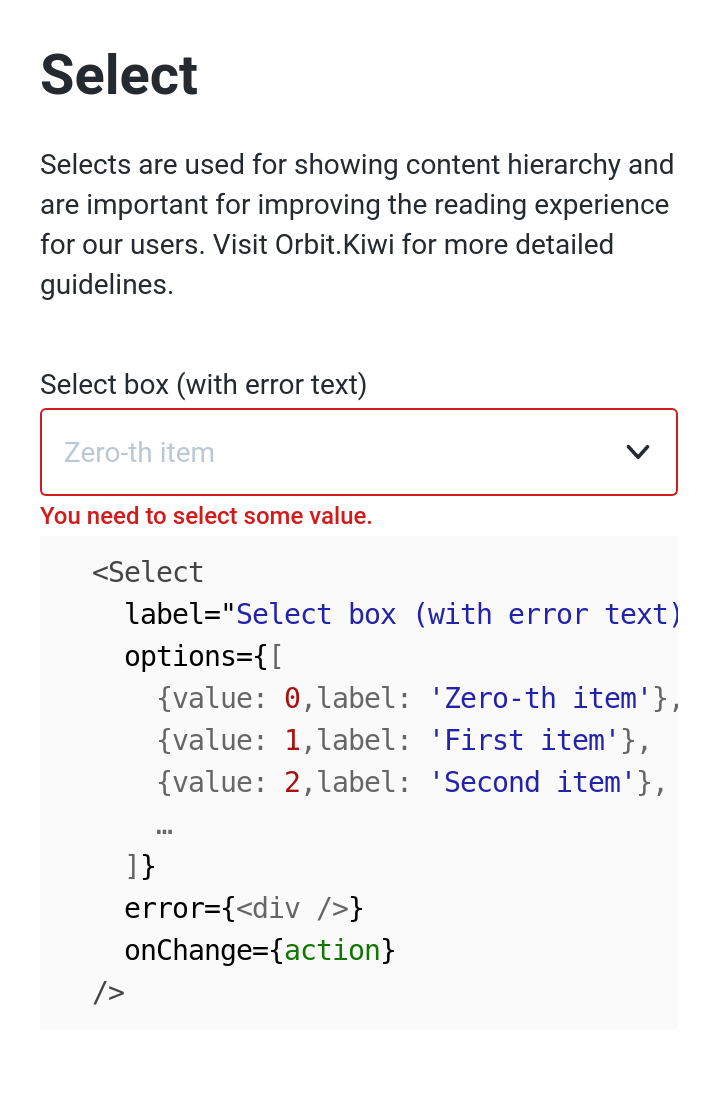 Select
Selects are used for showing content hierarchy and
are important for improving the reading experience
for our users. Visit Orbit.Kiwi for more detailed
guidelines.
Select box (with error text)
Zero-th item
You need to select some value.
<Select
label="Select box (with error text)
options={[
{value: 0,label: 'Zero-th item'},
{value: 1,label: 'First item'},
{value: 2,label: 'Second item'},
…
]}
error={<div />}
onChange={action}
/>